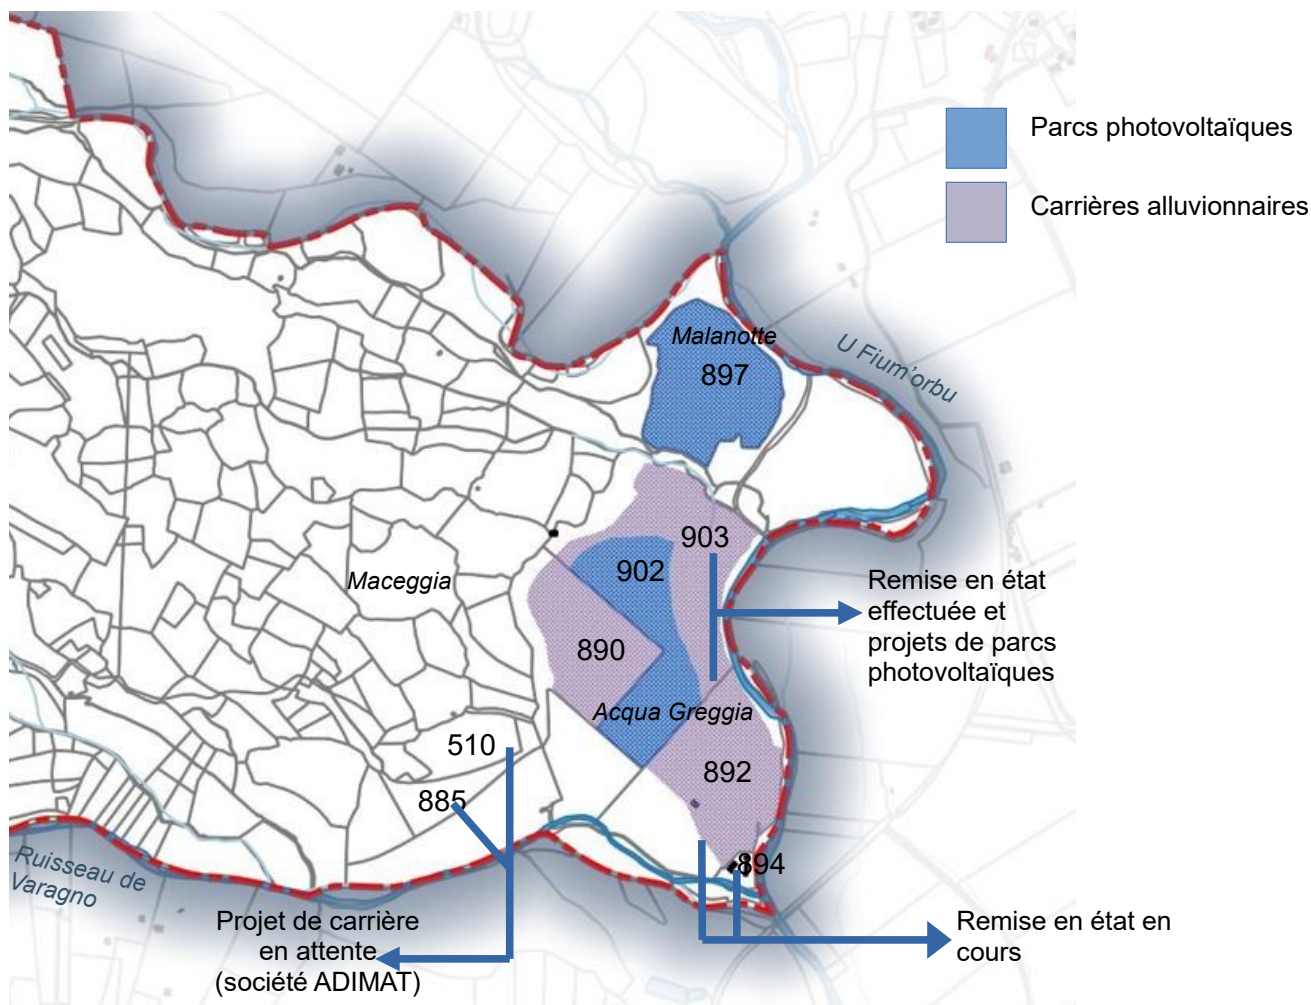 Parcs photovoltaïques
Carrières alluvionnaires
Malanotte
897
U Fium'orbu
903
902
Maceggia
Remise en état
effectuée et
projets de parcs
photovoltaïques
890
Acqua Greggia
510
892
885
894
Ruisseau de
Varagno
Projet de carrière
en attente
(société ADIMAT)
Remise en état en
cours